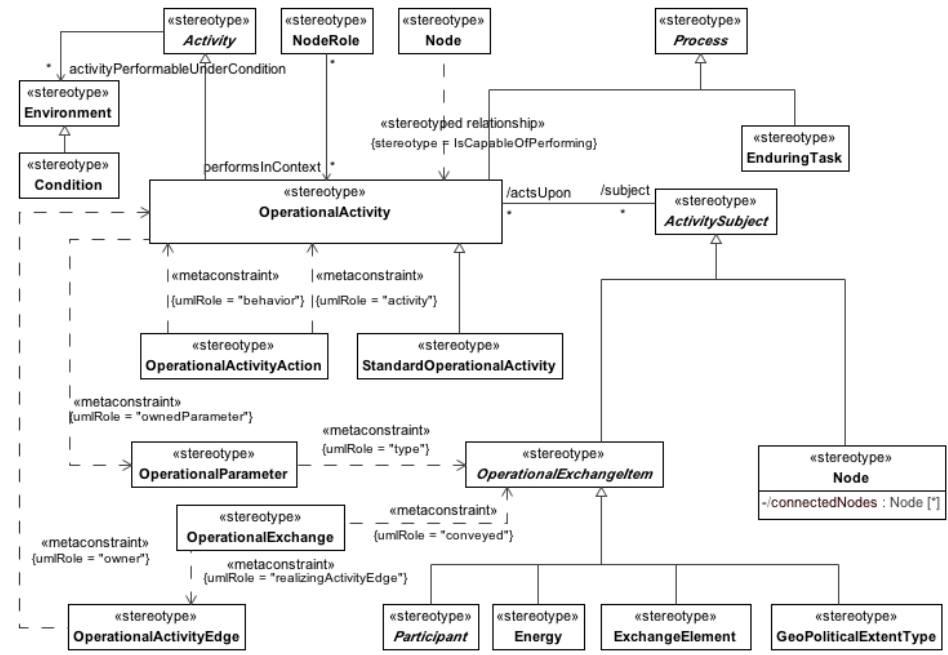 «stereotype»
Activity
«stereotype»
NodeRole
«stereotype»
Node
«stereotype»
Process
* activityPerformableUnderCondition
*
«stereotype»
Environment
«stereotype»
Condition
«stereotyped relationship»
{stereotype = IsCapableOfPerforming}
«stereotype»
EnduringTask
performsInContext *
«stereotype»
OperationalActivity
/actsUpon
*
/subject
*
«stereotype»
ActivitySubject
«metaconstraint»
{umlRole = "behavior"}
«metaconstraint»
{umlRole = "activity"}
«stereotype»
OperationalActivityAction
«stereotype»
StandardOperationalActivity
«metaconstraint»
{umlRole = "ownedParameter"}
«stereotype»
OperationalParameter
«metaconstraint»
{umlRole = "type"}
«stereotype»
OperationalExchangeItem
«stereotype»
Node
-/connectedNodes : Node [*]
«stereotype»
OperationalExchange
«metaconstraint»
{umlRole = "conveyed"}
«metaconstraint»
{umlRole = "owner"}
«metaconstraint»
{umlRole = "realizingActivityEdge"}
«stereotype»
OperationalActivityEdge
«stereotype»
Participant
«stereotype»
Energy
«stereotype»
ExchangeElement
«stereotype»
GeoPoliticalExtentType